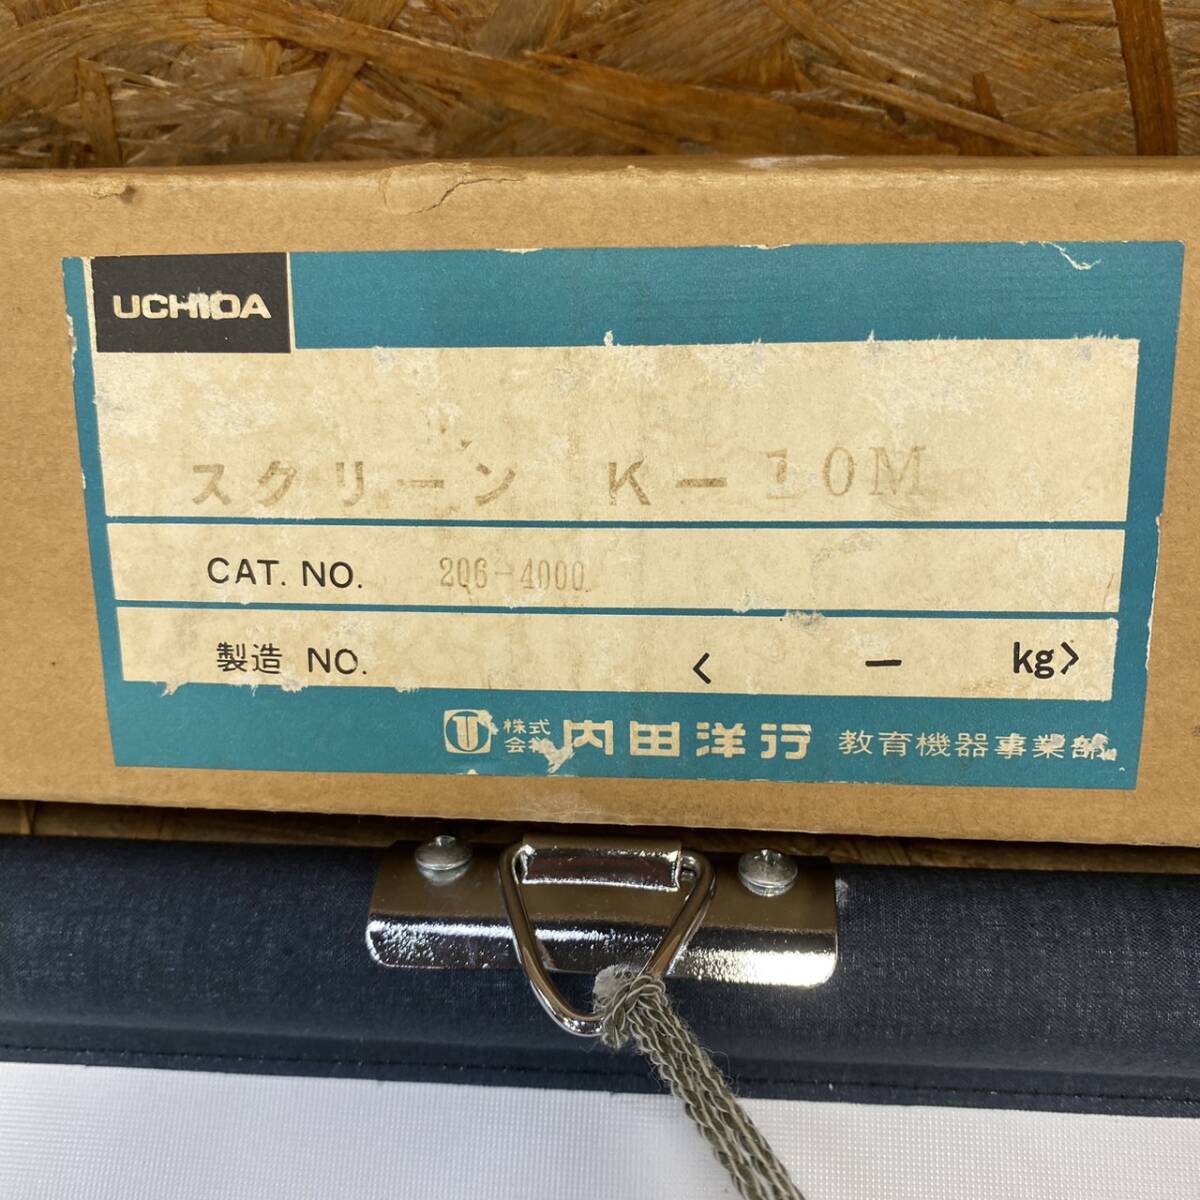 UCHIDA
スクリーン K-10M
CAT. NO. 206-4000
製造 NO. < - kg>
株式会社 内田洋行 教育機器事業部